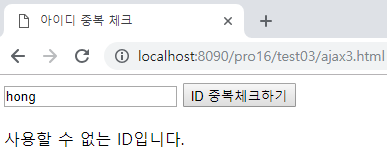 아이디 중복 체크
localhost:8090/pro16/test03/ajax3.html
hong ID 중복체크하기
사용할 수 없는 ID입니다.